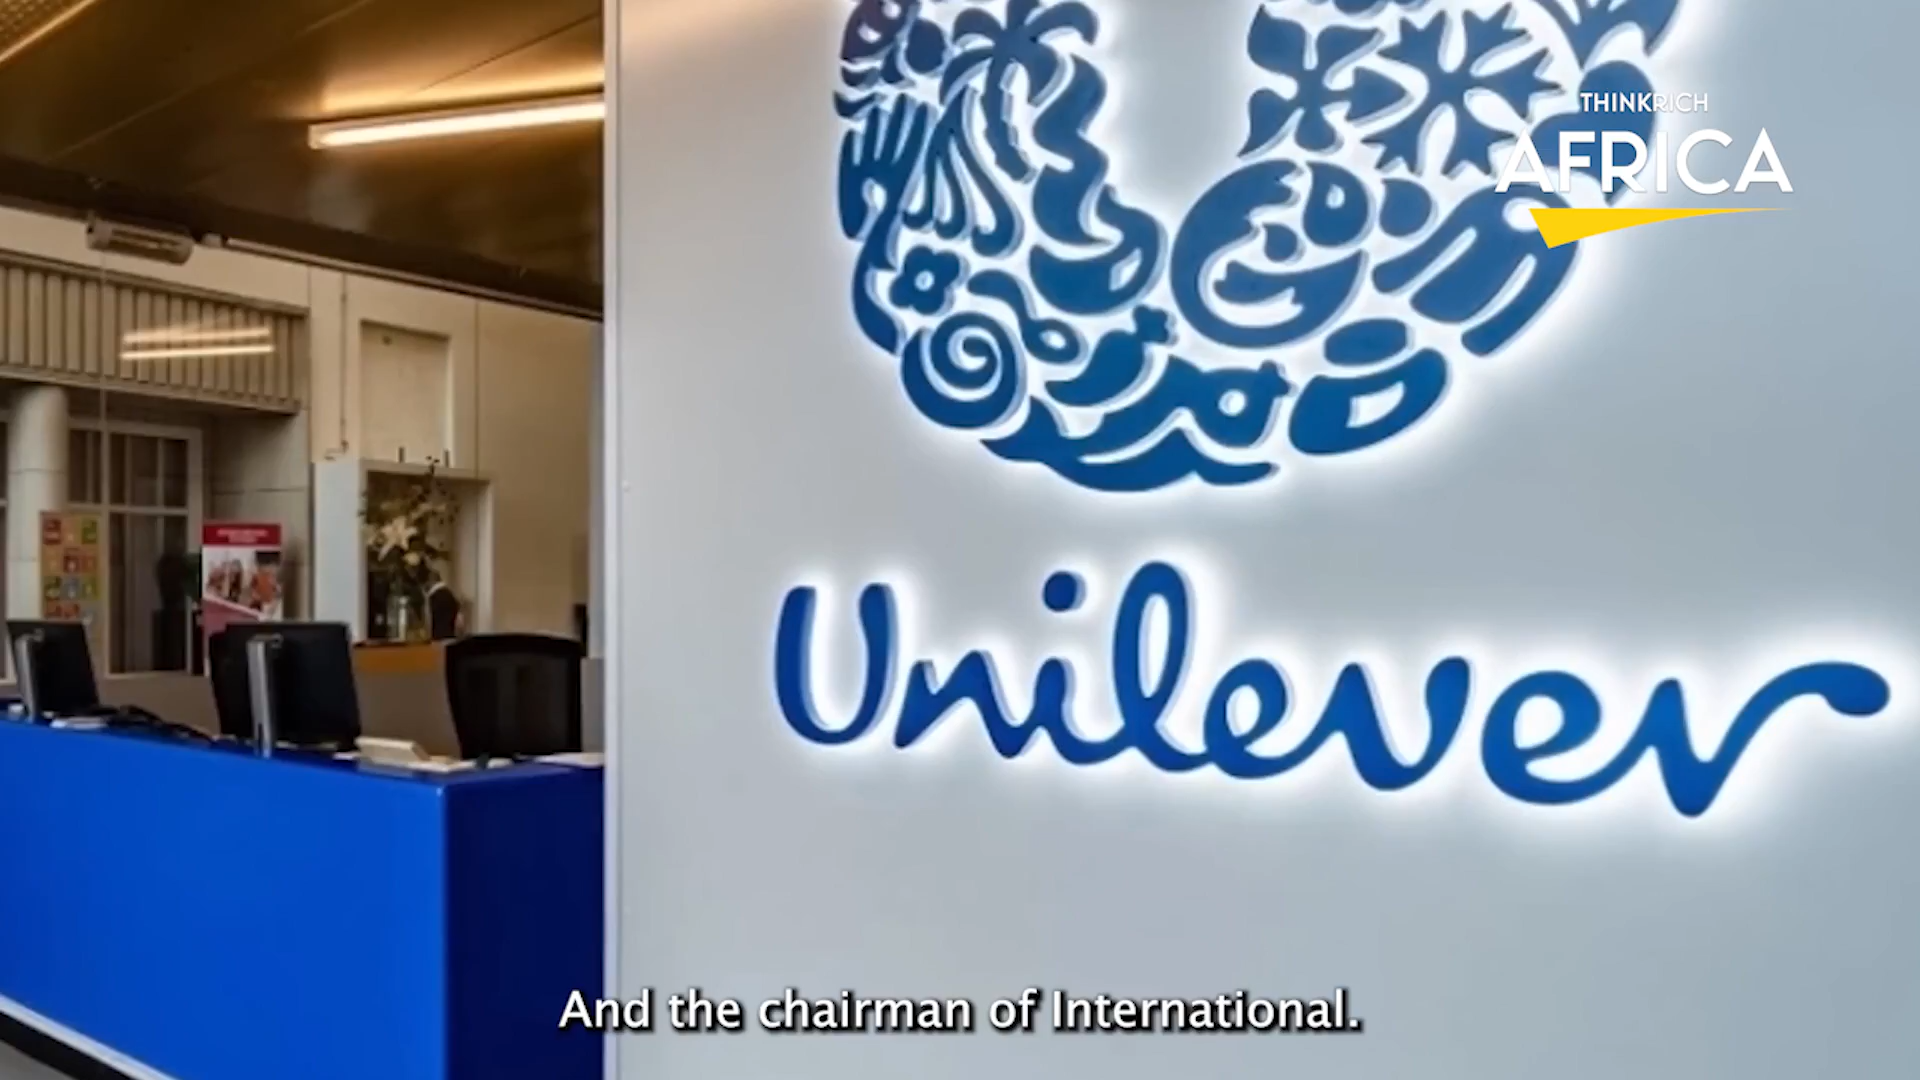 THINKRICH
AFRICA
Unilever
And the chairman of International.